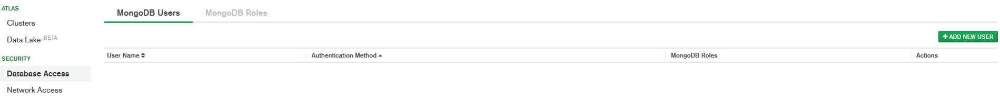 ATLAS
Clusters
Data Lake BETA
SECURITY
Database Access
Network Access
MongoDB Users MongoDB Roles
ADD NEW USER
User Name Authentication Method MongoDB Roles Actions